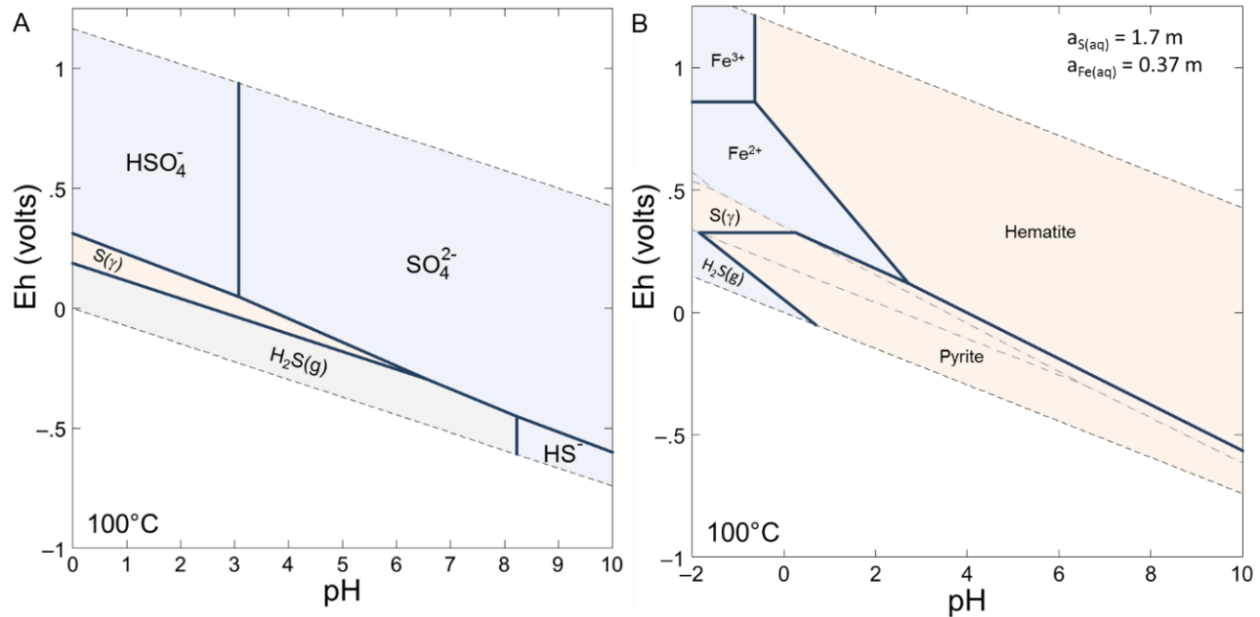 A
1
.5
0
–.5
–1
Eh (volts)
HSO₄⁻
SO₄²⁻
S(γ)
H₂S(g)
HS⁻
100°C
0 1 2 3 4 5 6 7 8 9 10
pH
B
1
.5
0
–.5
–1
Eh (volts)
a_S(aq) = 1.7 m
a_Fe(aq) = 0.37 m
Fe³⁺
Fe²⁺
S(γ)
Hematite
H₂S(g)
Pyrite
100°C
–2 0 2 4 6 8 10
pH